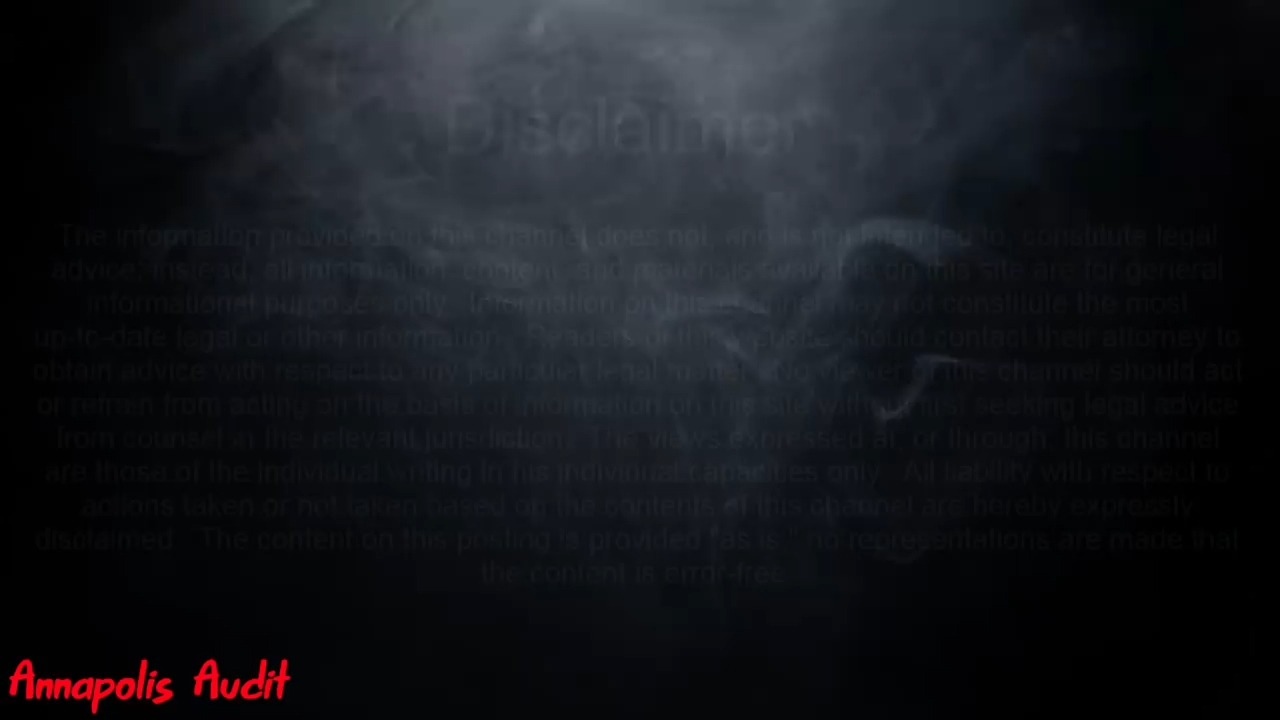 Disclaimer
The information provided on this channel does not, and is not intended to, constitute legal
advice; instead, all information, content, and materials available on this site are for general
informational purposes only. Information on this channel may not constitute the most
up-to-date legal or other information. Readers of this website should contact their attorney to
obtain advice with respect to any particular legal matter. No viewer of this channel should act
or refrain from acting on the basis of information on this site without first seeking legal advice
from counsel in the relevant jurisdiction. The views expressed at, or through, this channel
are those of the individual writing in his individual capacities only. All liability with respect to
actions taken or not taken based on the contents of this channel are hereby expressly
disclaimed. The content on this posting is provided "as is;" no representations are made that
the content is error-free.
Annapolis Audit